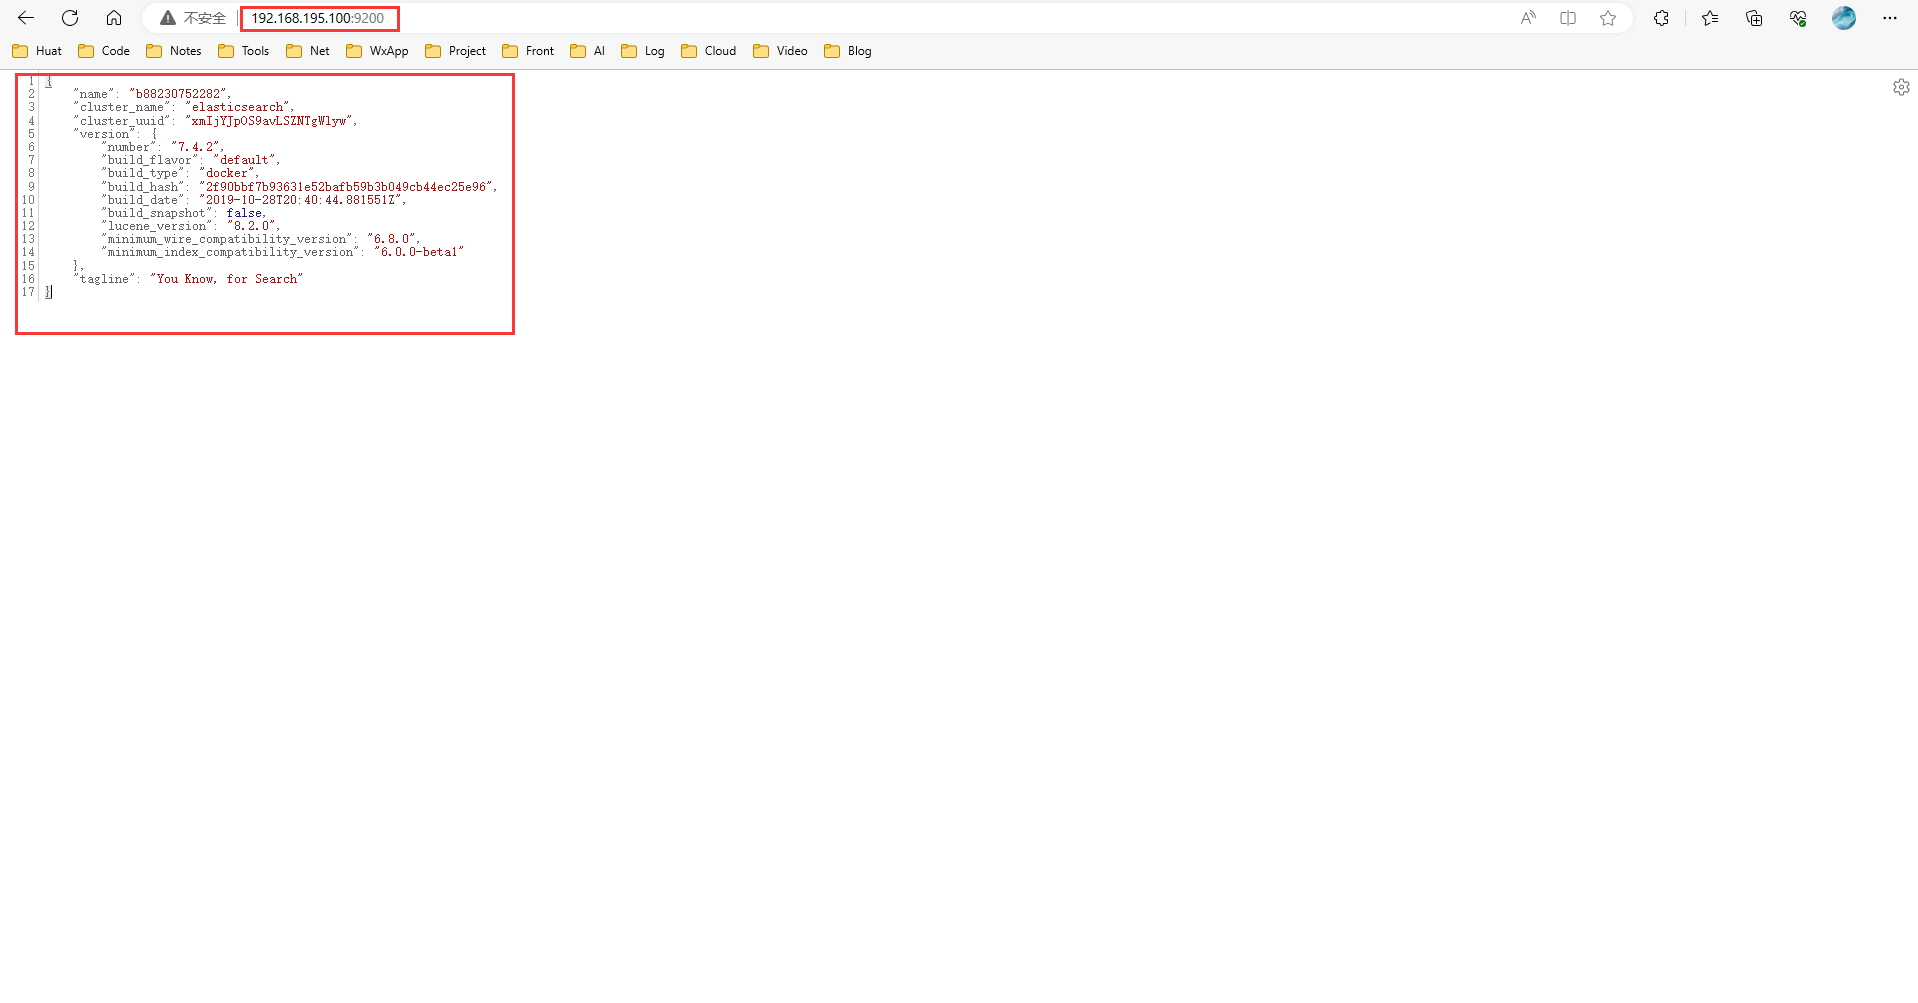 不安全 192.168.195.100:9200
Huat Code Notes Tools Net WxApp Project Front AI Log Cloud Video Blog
1 {
2 "name": "b88230752282",
3 "cluster_name": "elasticsearch",
4 "cluster_uuid": "xmIjYJpOS9avLSZNTgWlyw",
5 "version": {
6 "number": "7.4.2",
7 "build_flavor": "default",
8 "build_type": "docker",
9 "build_hash": "2f90bbf7b93631e52bafb59b3b049cb44ec25e96",
10 "build_date": "2019-10-28T20:40:44.881551Z",
11 "build_snapshot": false,
12 "lucene_version": "8.2.0",
13 "minimum_wire_compatibility_version": "6.8.0",
14 "minimum_index_compatibility_version": "6.0.0-beta1"
15 },
16 "tagline": "You Know, for Search"
17 }